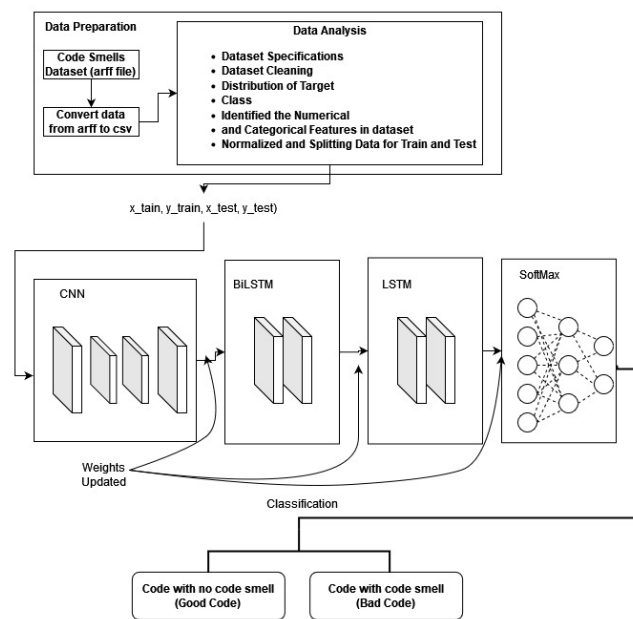 Data Preparation
Code Smells
Dataset (arff file)
Convert data
from arff to csv
Data Analysis
Dataset Specifications
Dataset Cleaning
Distribution of Target
Class
Identified the Numerical
and Categorical Features in dataset
Normalized and Splitting Data for Train and Test
x_tain, y_train, x_test, y_test)
CNN
BiLSTM
LSTM
SoftMax
Weights
Updated
Classification
Code with no code smell
(Good Code)
Code with code smell
(Bad Code)